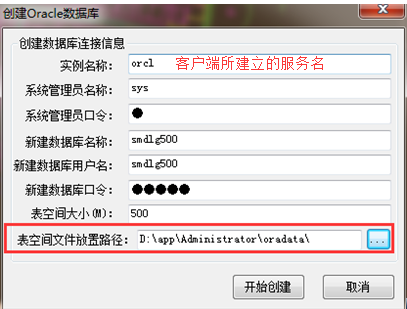 创建Oracle数据库
创建数据库连接信息
实例名称： orcl 客户端所建立的服务名
系统管理员名称： sys
系统管理员口令： ●
新建数据库名称： smdlg500
新建数据库用户名： smdlg500
新建数据库口令： ●●●●●
表空间大小(M)： 500
表空间文件放置路径： D:\app\Administrator\oradata\ ...
开始创建 取消